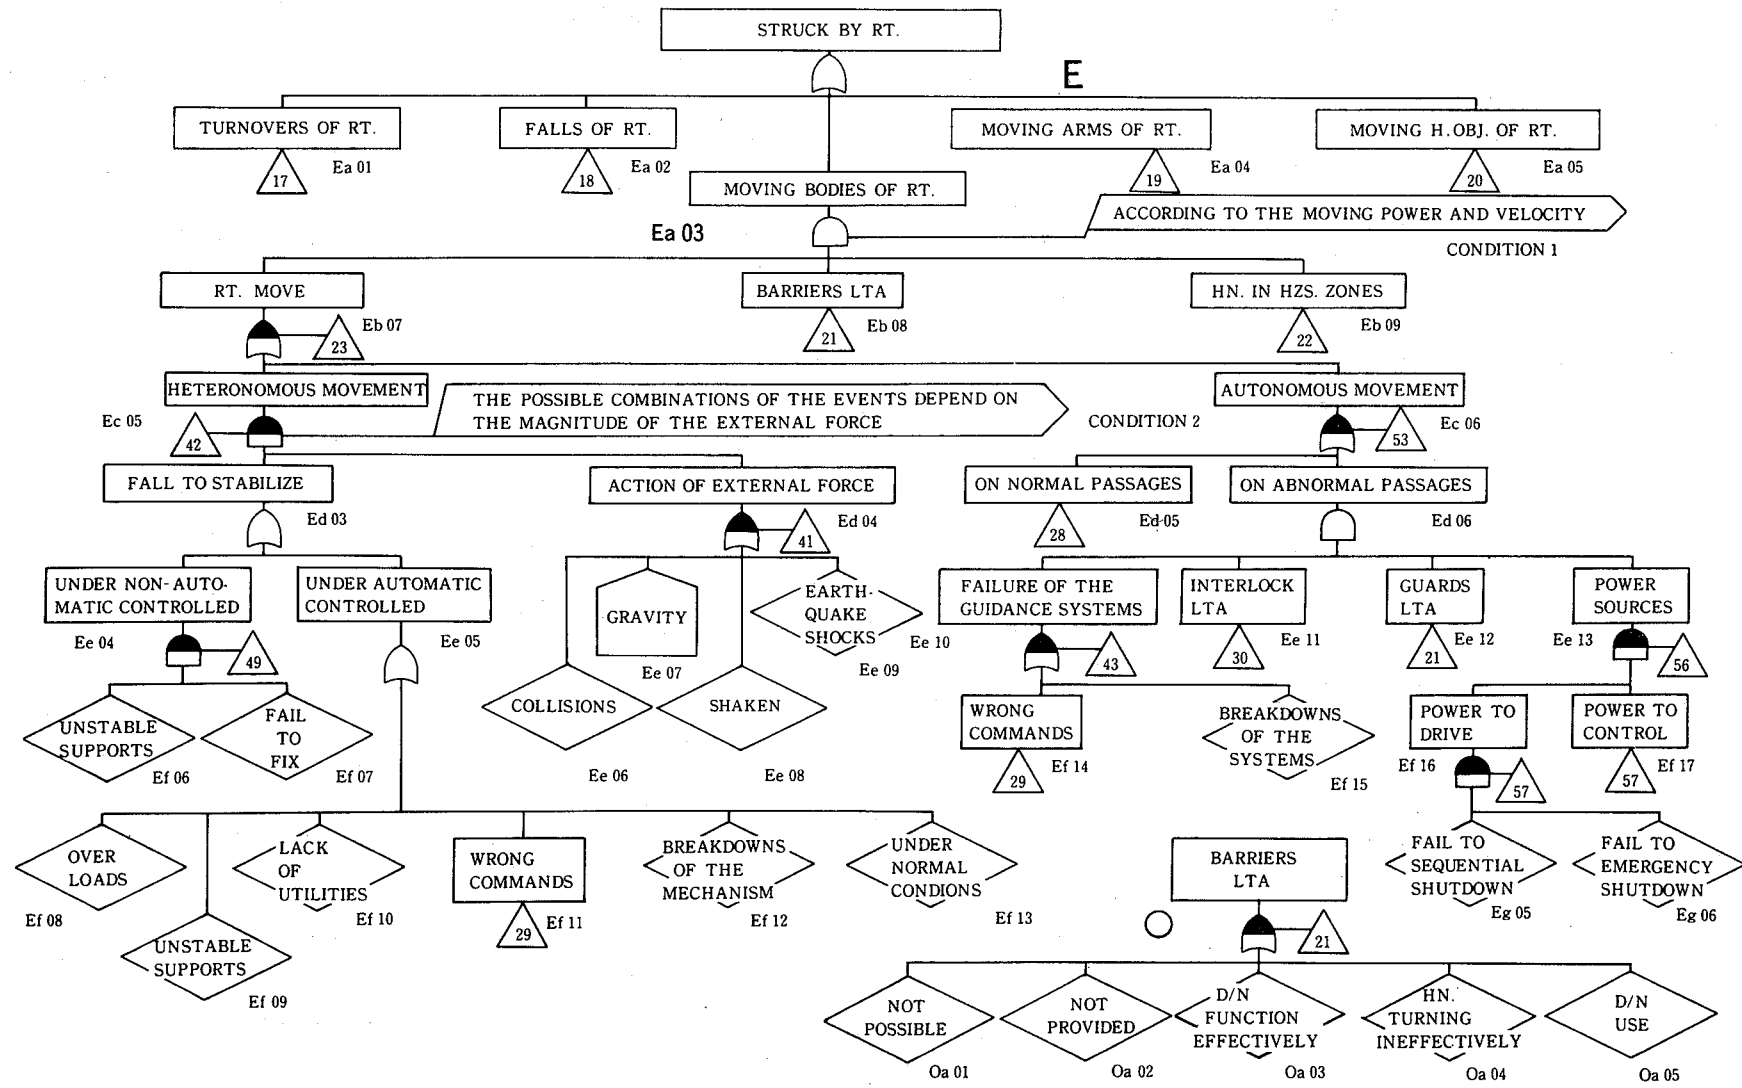 STRUCK BY RT.
E
TURNOVERS OF RT.
FALLS OF RT.
MOVING ARMS OF RT.
MOVING H.OBJ. OF RT.
17
Ea 01
18
Ea 02
19
Ea 04
20
Ea 05
MOVING BODIES OF RT.
ACCORDING TO THE MOVING POWER AND VELOCITY
Ea 03
CONDITION 1
RT. MOVE
BARRIERS LTA
HN. IN HZS. ZONES
Eb 07
23
21
Eb 08
22
Eb 09
HETERONOMOUS MOVEMENT
AUTONOMOUS MOVEMENT
THE POSSIBLE COMBINATIONS OF THE EVENTS DEPEND ON
THE MAGNITUDE OF THE EXTERNAL FORCE
Ec 05
42
CONDITION 2
Ec 06
53
FALL TO STABILIZE
ACTION OF EXTERNAL FORCE
ON NORMAL PASSAGES
ON ABNORMAL PASSAGES
Ed 03
41
Ed 04
28
Ed 05
Ed 06
UNDER NON-AUTO-
MATIC CONTROLLED
UNDER AUTOMATIC
CONTROLLED
GRAVITY
EARTH-
QUAKE
SHOCKS
FAILURE OF THE
GUIDANCE SYSTEMS
INTERLOCK
LTA
GUARDS
LTA
POWER
SOURCES
Ee 04
49
Ee 05
Ee 07
Ee 09
Ee 10
43
30
Ee 11
21
Ee 12
Ee 13
56
UNSTABLE
SUPPORTS
FAIL
TO
FIX
COLLISIONS
SHAKEN
WRONG
COMMANDS
BREAKDOWNS
OF THE
SYSTEMS
POWER TO
DRIVE
POWER TO
CONTROL
Ef 06
Ef 07
Ee 06
Ee 08
29
Ef 14
Ef 15
Ef 16
57
57
Ef 17
OVER
LOADS
LACK
OF
UTILITIES
WRONG
COMMANDS
BREAKDOWNS
OF THE
MECHANISM
UNDER
NORMAL
CONDIONS
BARRIERS
LTA
FAIL TO
SEQUENTIAL
SHUTDOWN
FAIL TO
EMERGENCY
SHUTDOWN
Ef 08
Ef 10
29
Ef 11
Ef 12
Ef 13
Eg 05
Eg 06
UNSTABLE
SUPPORTS
Ef 09
21
NOT
POSSIBLE
NOT
PROVIDED
D/N
FUNCTION
EFFECTIVELY
HN.
TURNING
INEFFECTIVELY
D/N
USE
Oa 01
Oa 02
Oa 03
Oa 04
Oa 05